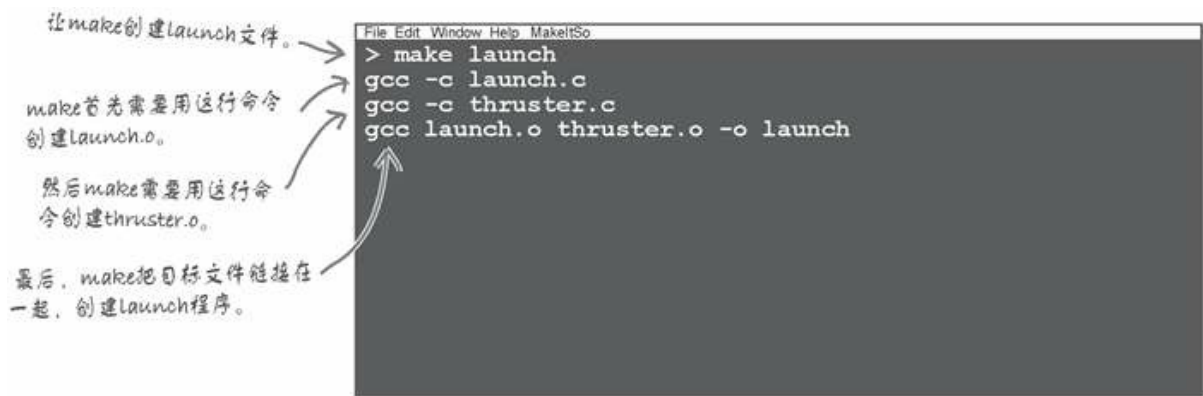 让make创建launch文件。
File Edit Window Help MakeItSo
> make launch
gcc -c launch.c
gcc -c thruster.c
gcc launch.o thruster.o -o launch
make首先需要用这行命令
创建launch.o。
然后make需要用这行命
令创建thruster.o。
最后，make把目标文件链接在
一起，创建launch程序。